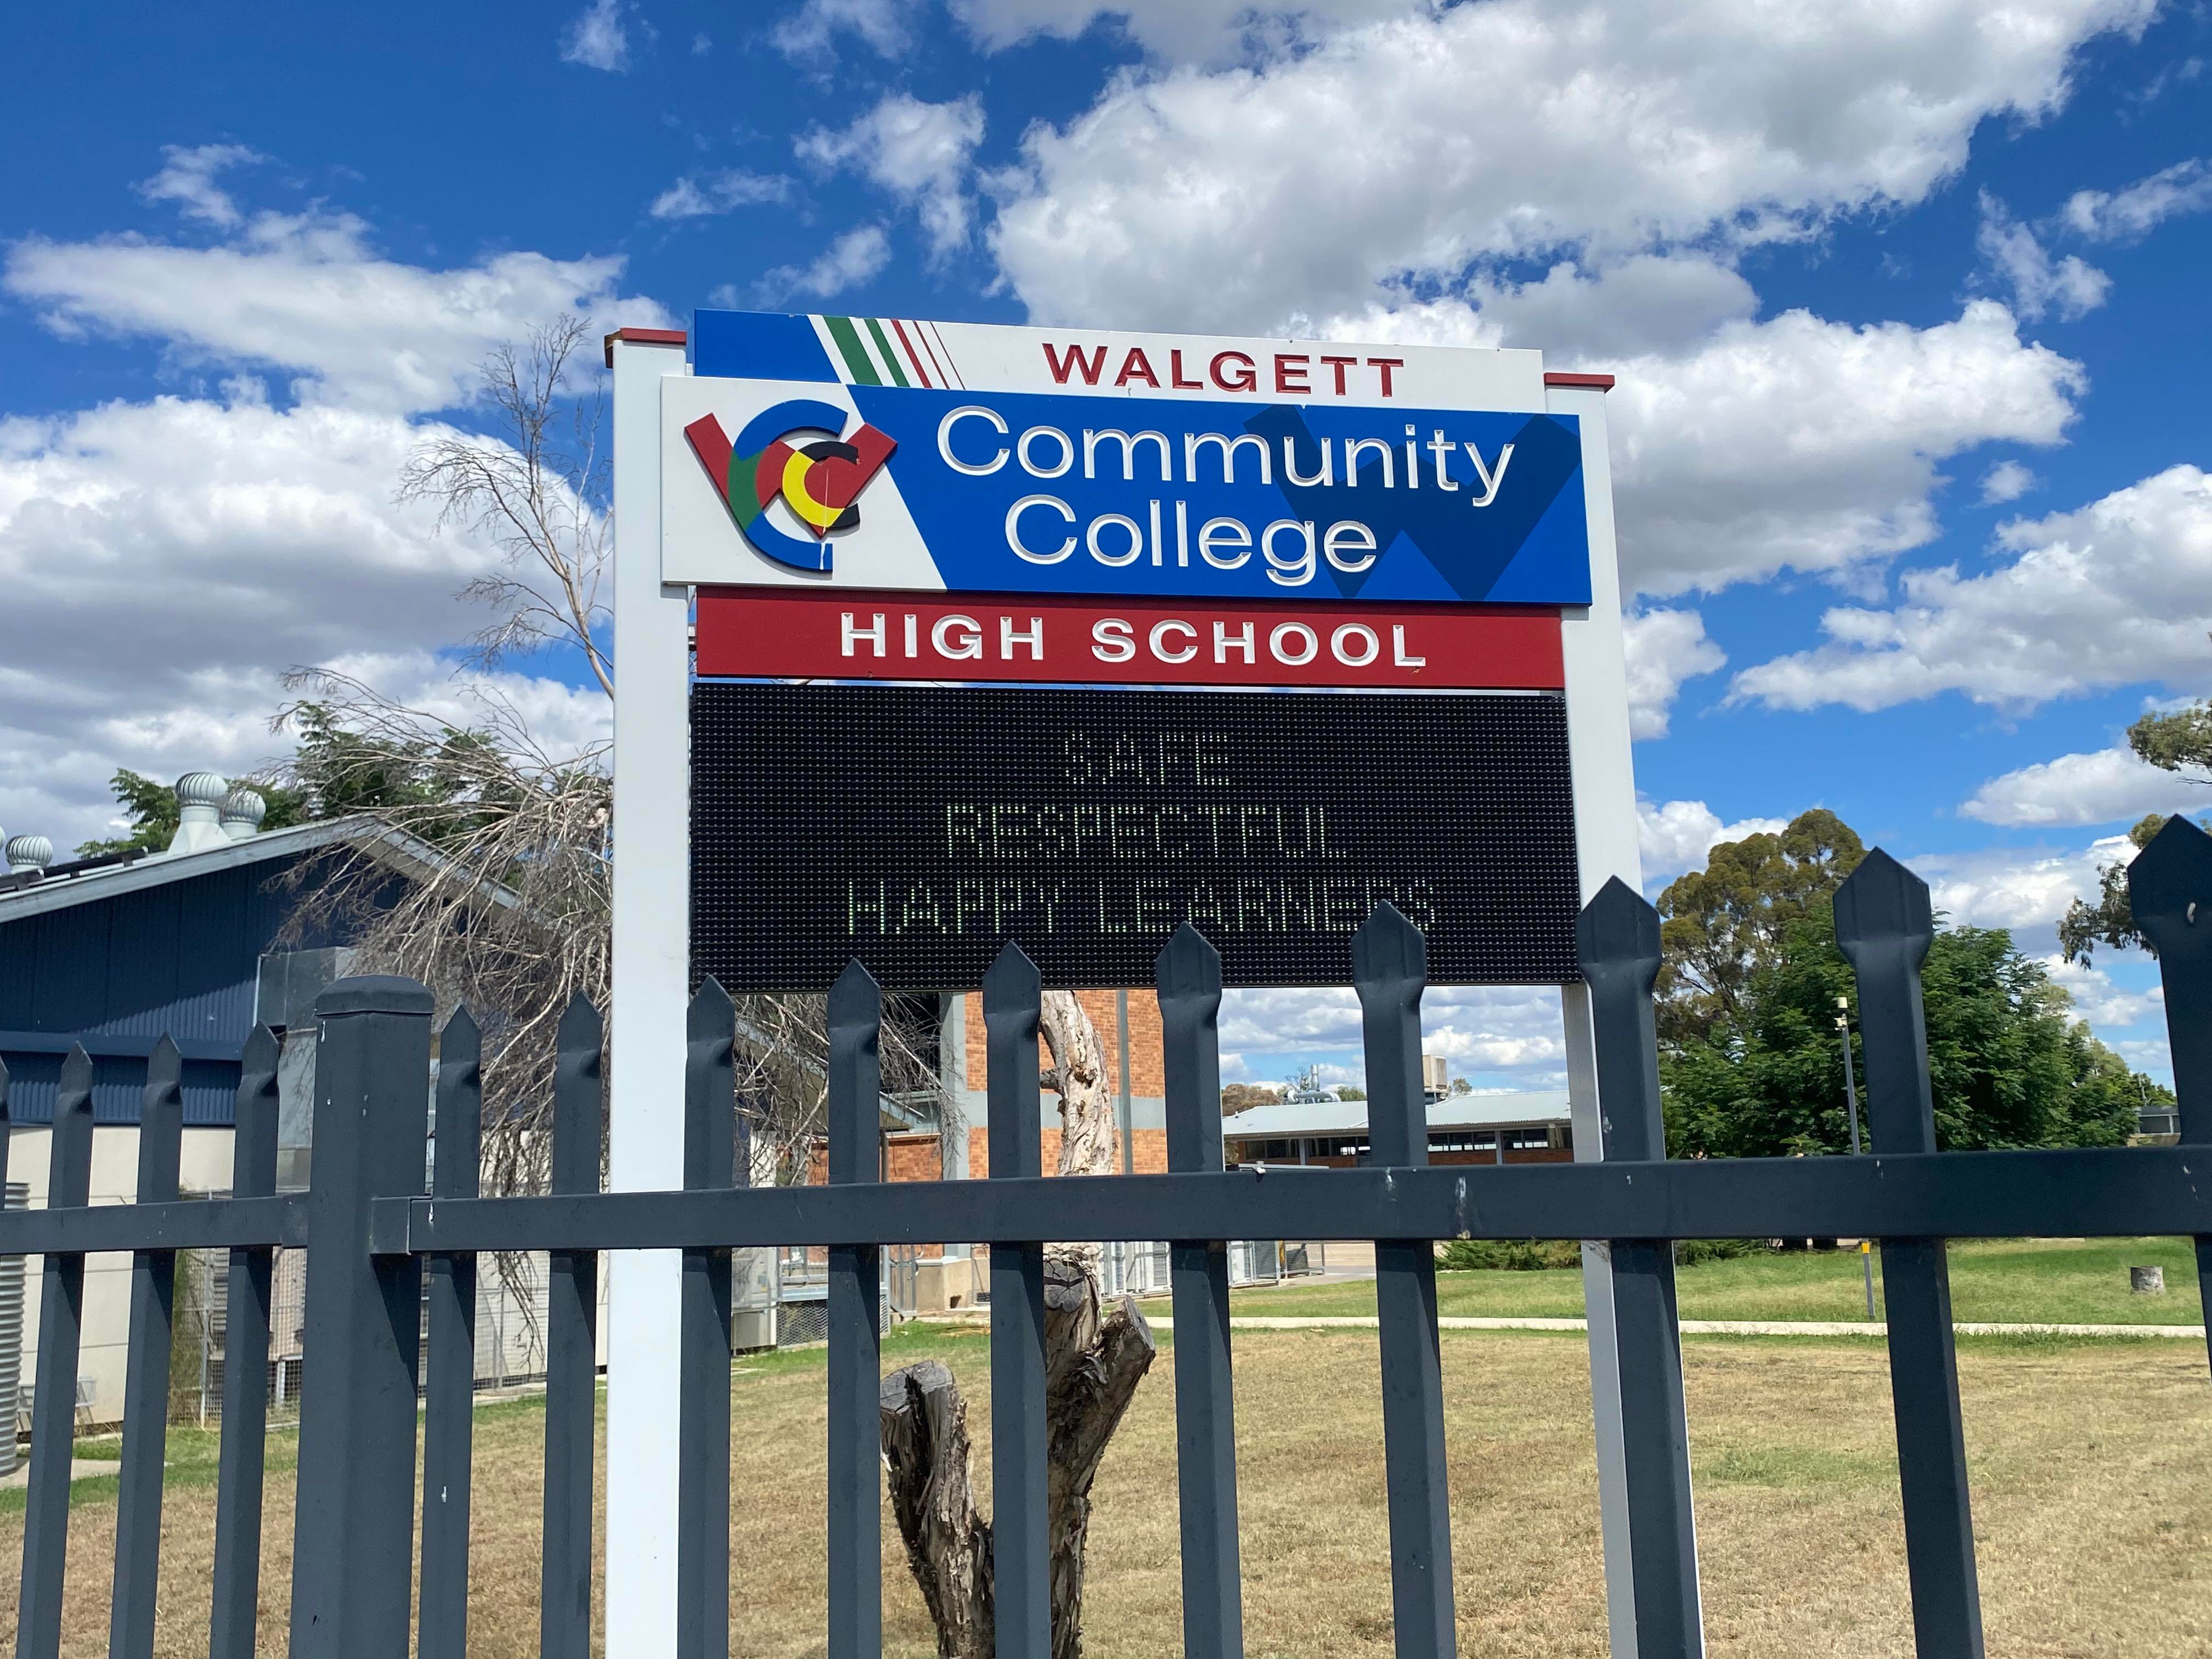 WALGETT
Community
College
HIGH SCHOOL
SAFE
RESPECTFUL
HAPPY LEARNERS